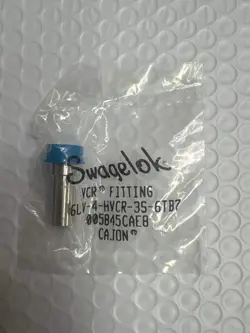 Swagelok
VCR® FITTING
6LV-4-HVCR-3S-6TB7
005845CAE8
CAJON®